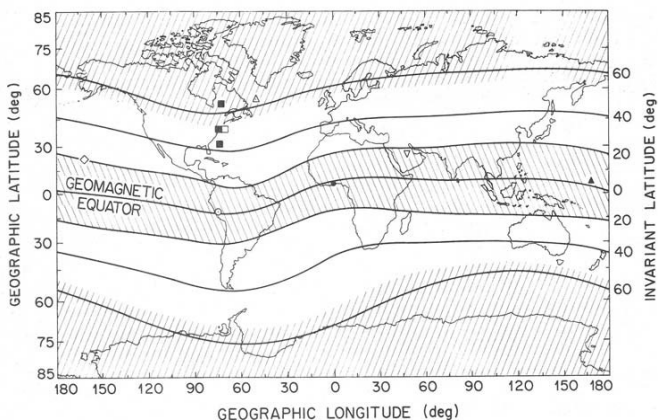 85
75
60
30
0
30
60
75
85
GEOGRAPHIC LATITUDE (deg)
GEOMAGNETIC
EQUATOR
60
40
20
0
20
40
60
INVARIANT LATITUDE (deg)
180 150 120 90 60 30 0 30 60 90 120 150 180
GEOGRAPHIC LONGITUDE (deg)